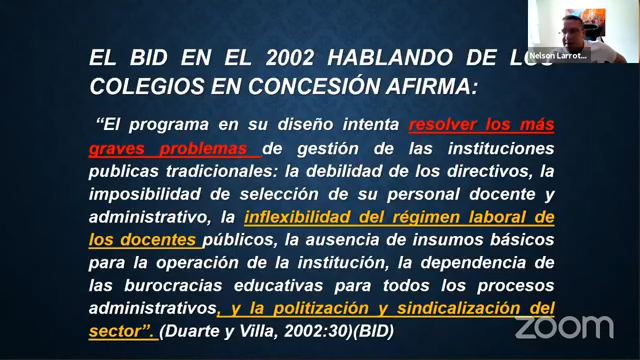 Nelson Larrot...
EL BID EN EL 2002 HABLANDO DE LOS
COLEGIOS EN CONCESIÓN AFIRMA:
“El programa en su diseño intenta resolver los más
graves problemas de gestión de las instituciones
publicas tradicionales: la debilidad de los directivos, la
imposibilidad de selección de su personal docente y
administrativo, la inflexibilidad del régimen laboral de
los docentes públicos, la ausencia de insumos básicos
para la operación de la institución, la dependencia de
las burocracias educativas para todos los procesos
administrativos, y la politización y sindicalización del
sector”. (Duarte y Villa, 2002:30)(BID)
zoom